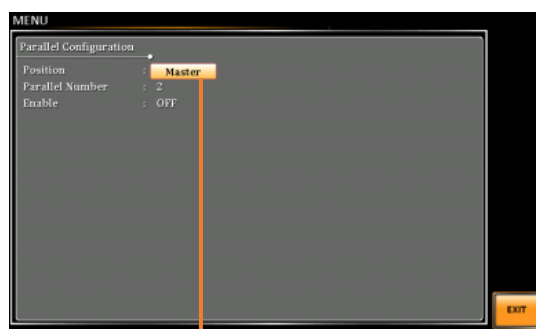 MENU
Parallel Configuration
Position : Master
Parallel Number : 2
Enable : OFF
EXIT